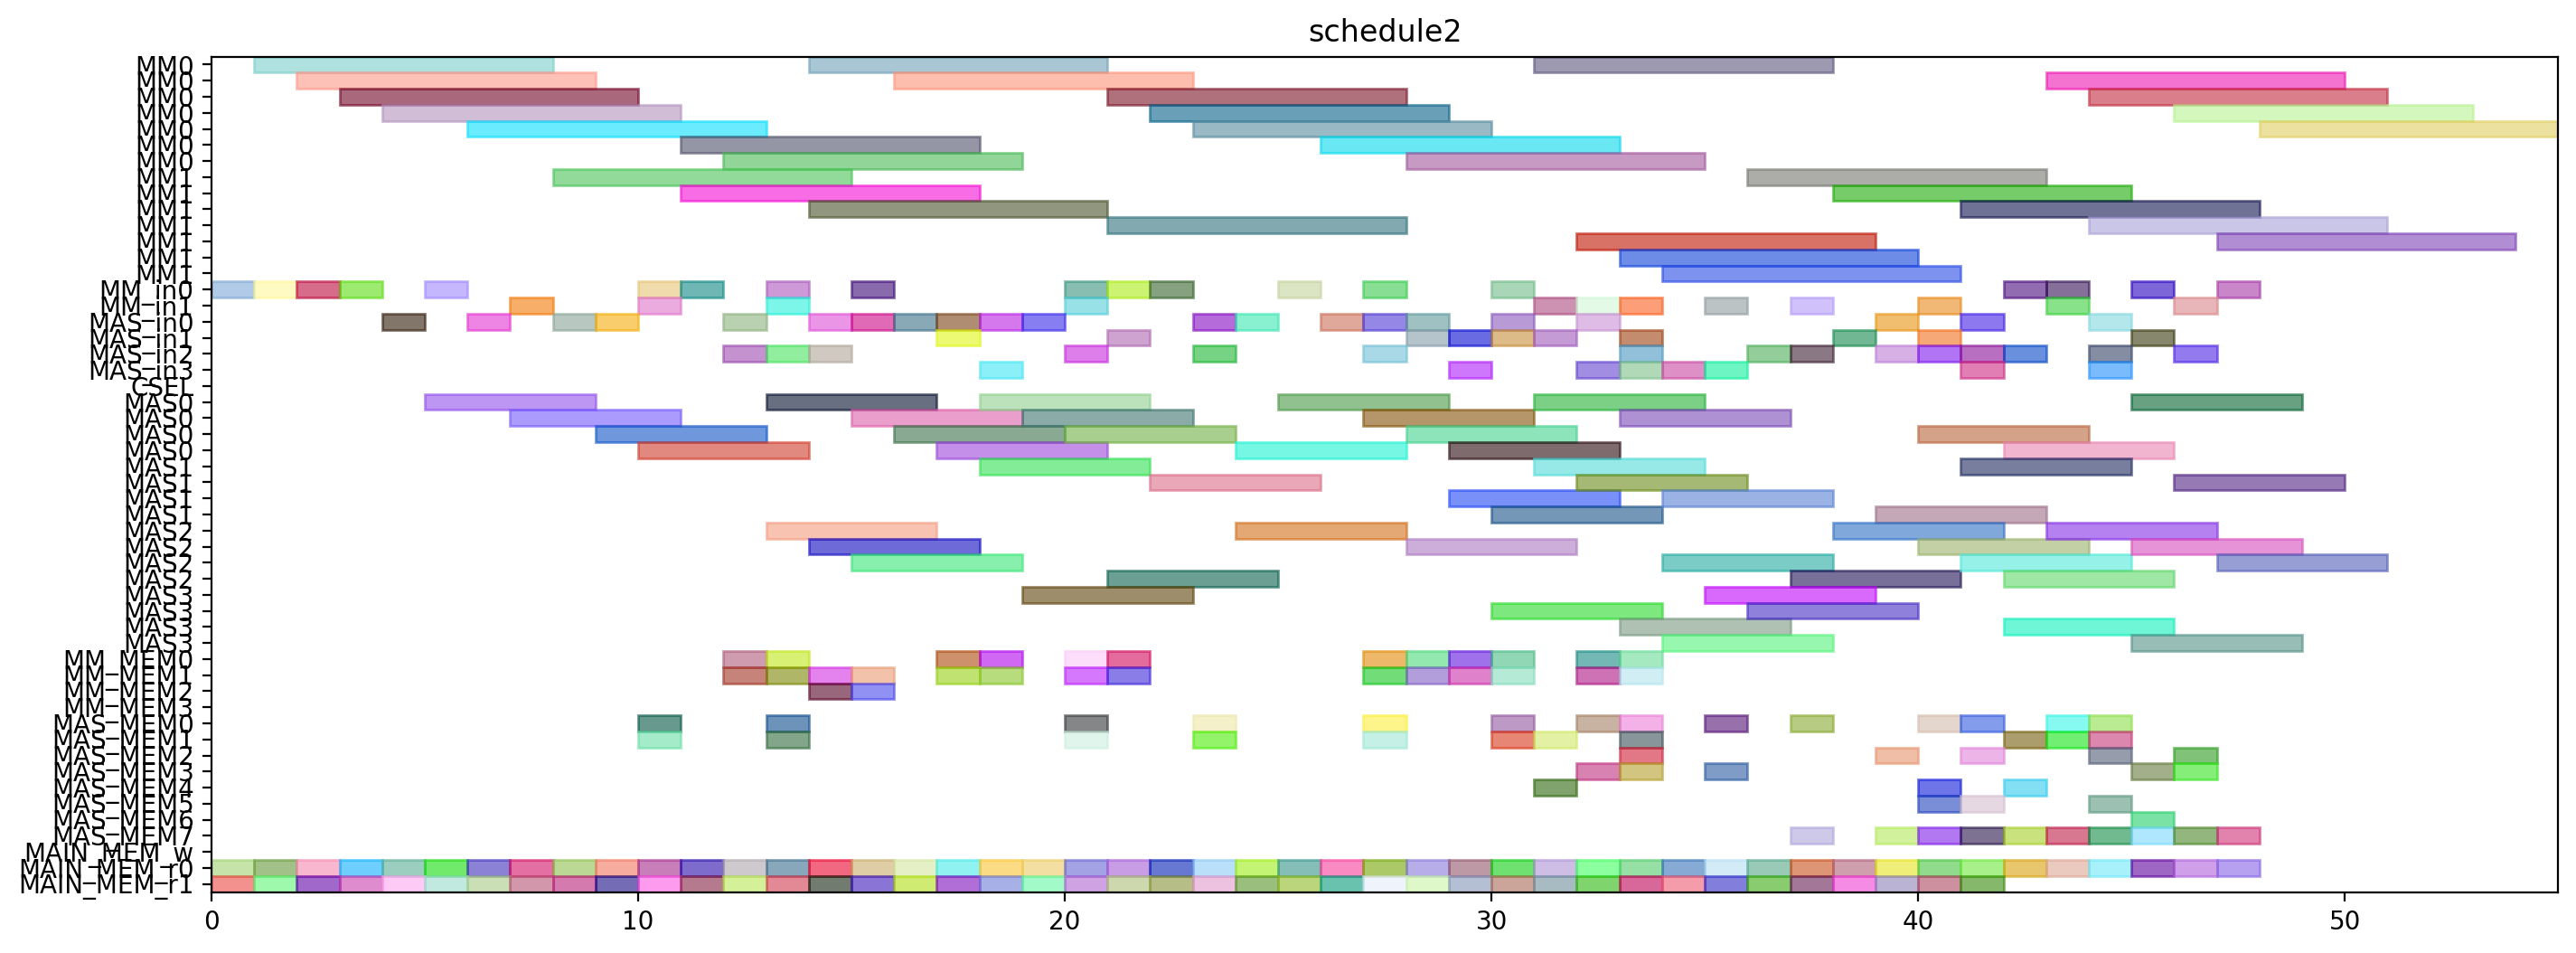 schedule2
MM0
MM0
MM0
MM0
MM0
MM0
MM0
MM1
MM1
MM1
MM1
MM1
MM1
MM1
MM_in0
MM_in1
MAS_in0
MAS_in1
MAS_in2
MAS_in3
CSEL
MAS0
MAS0
MAS0
MAS0
MAS1
MAS1
MAS1
MAS1
MAS2
MAS2
MAS2
MAS2
MAS3
MAS3
MAS3
MAS3
MM_MEM0
MM_MEM1
MM_MEM2
MM_MEM3
MAS_MEM0
MAS_MEM1
MAS_MEM2
MAS_MEM3
MAS_MEM4
MAS_MEM5
MAS_MEM6
MAS_MEM7
MAIN_MEM_w
MAIN_MEM_r0
MAIN_MEM_r1
0 10 20 30 40 50